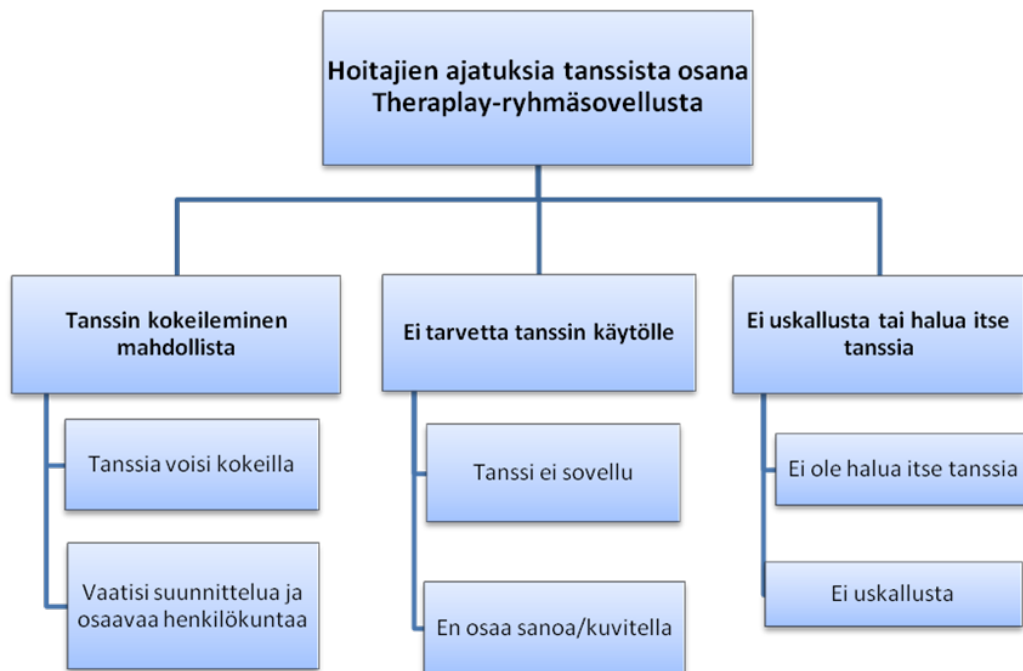 Hoitajien ajatuksia tanssista osana
Theraplay-ryhmäsovellusta
Tanssin kokeileminen
mahdollista
Tanssia voisi kokeilla
Vaatisi suunnittelua ja
osaavaa henkilökuntaa
Ei tarvetta tanssin käytölle
Tanssi ei sovellu
En osaa sanoa/kuvitella
Ei uskallusta tai halua itse
tanssia
Ei ole halua itse tanssia
Ei uskallusta